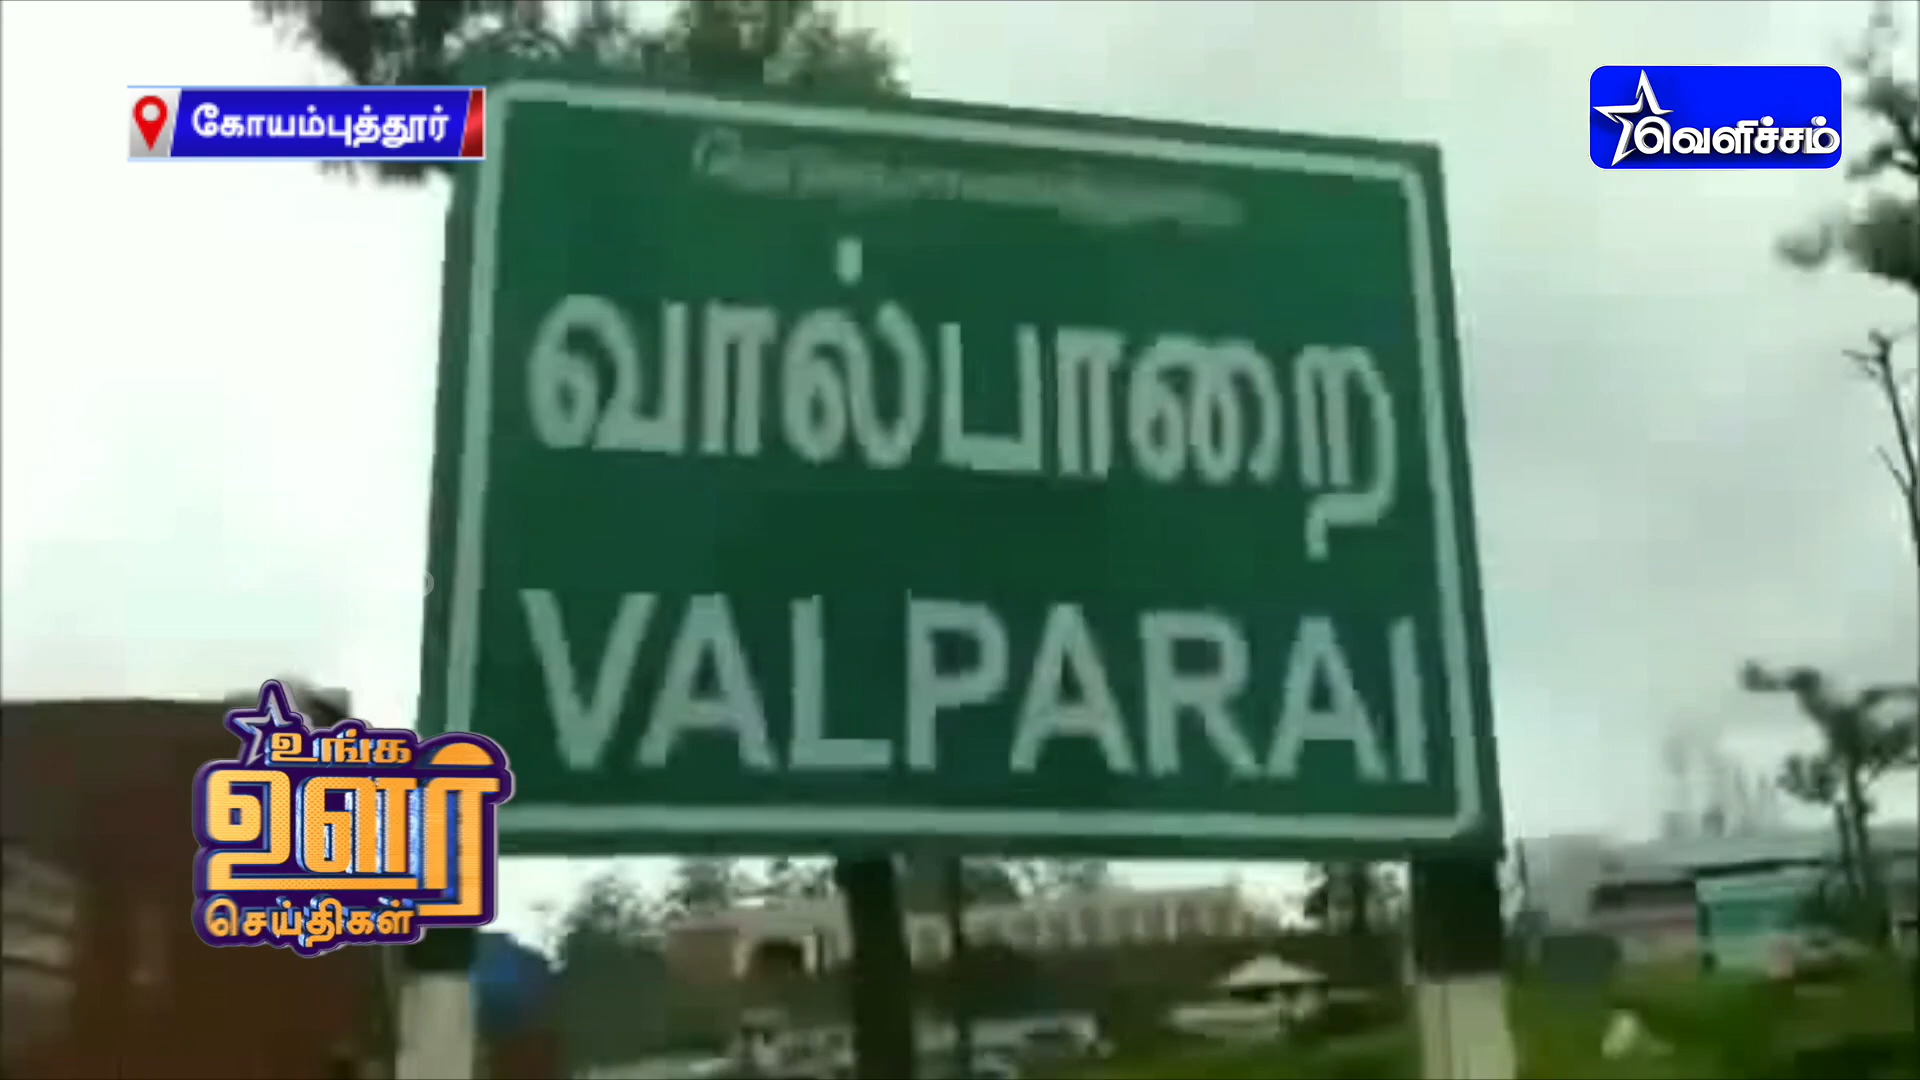 கோயம்புத்தூர்
வெளிச்சம்
வால்பாறை
VALPARAI
உங்க
ஊர்
செய்திகள்